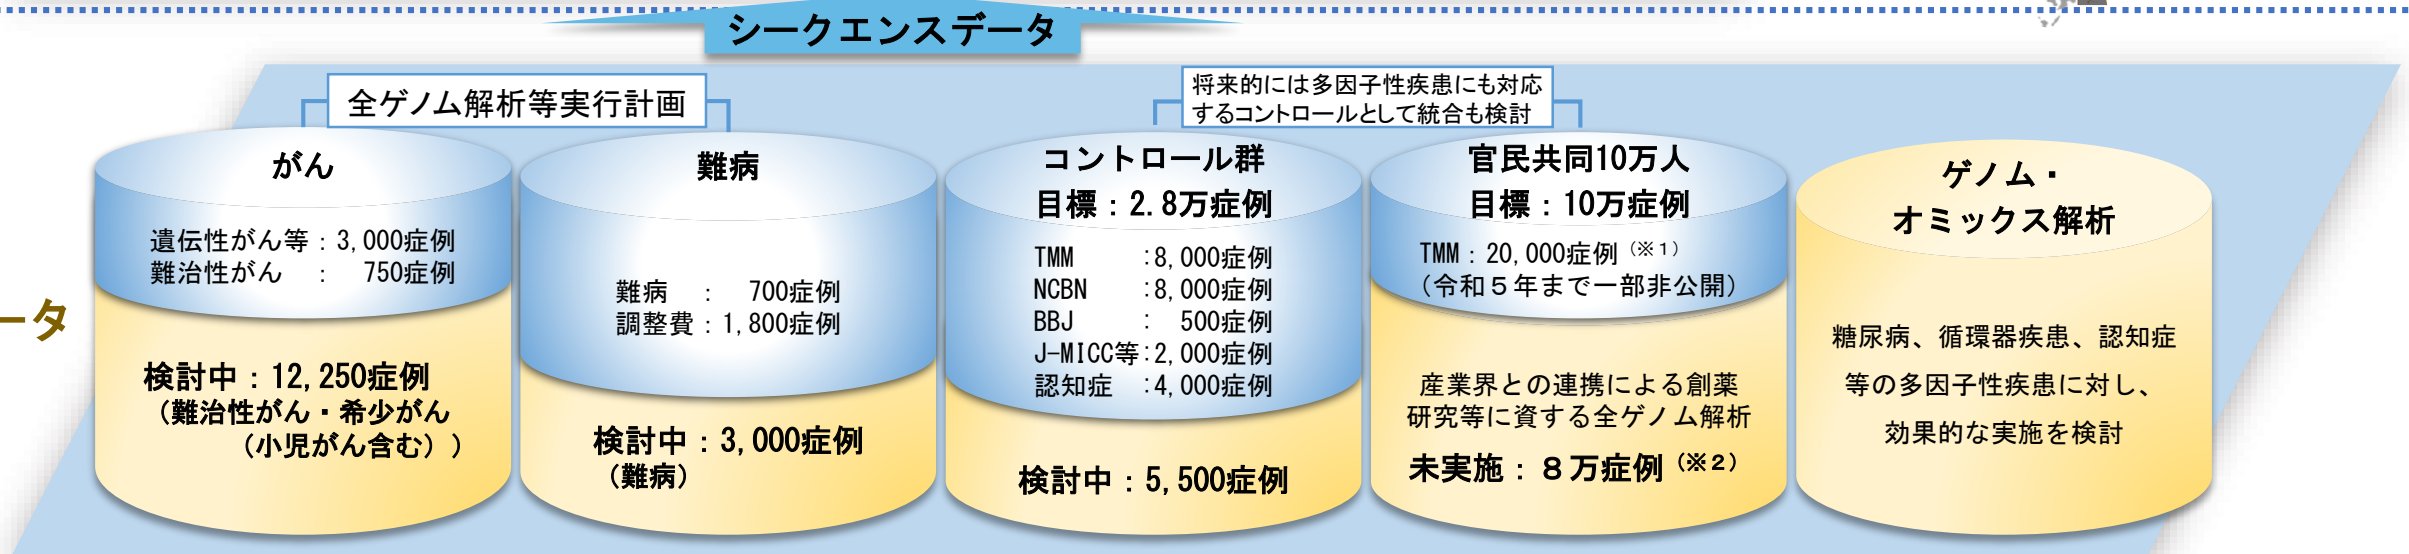 シークエンスデータ
全ゲノム解析等実行計画
将来的には多因子性疾患にも対応
するコントロールとして統合も検討
がん
遺伝性がん等：3,000症例
難治性がん　：　750症例
検討中：12,250症例
（難治性がん・希少がん
（小児がん含む））
難病
難病　：　700症例
調整費：1,800症例
検討中：3,000症例
（難病）
コントロール群
目標：2.8万症例
TMM　　：8,000症例
NCBN　　：8,000症例
BBJ　　：　500症例
J-MICC等：2,000症例
認知症　：4,000症例
検討中：5,500症例
官民共同10万人
目標：10万症例
TMM：20,000症例（※１）
（令和５年まで一部非公開）
産業界との連携による創薬
研究等に資する全ゲノム解析
未実施：８万症例（※２）
ゲノム・
オミックス解析
糖尿病、循環器疾患、認知症
等の多因子性疾患に対し、
効果的な実施を検討
ータ